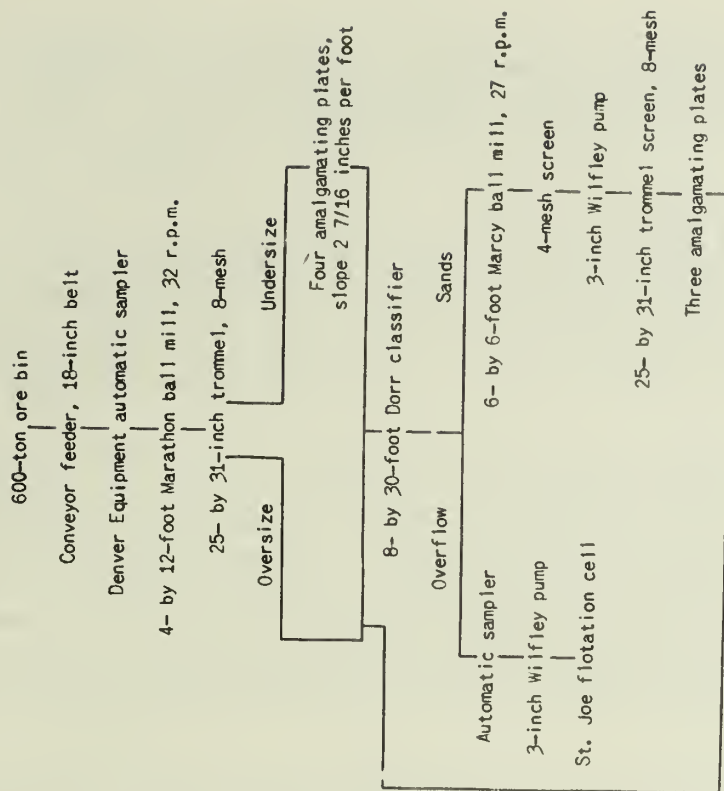 600-ton ore bin
Conveyor feeder, 18-inch belt
Denver Equipment automatic sampler
4- by 12-foot Marathon ball mill, 32 r.p.m.
25- by 31-inch trommel, 8-mesh
Oversize
Undersize
Four amalgamating plates,
slope 2 7/16 inches per foot
8- by 30-foot Dorr classifier
Overflow
Sands
Automatic sampler
3-inch Wilfley pump
St. Joe flotation cell
6- by 6-foot Marcy ball mill, 27 r.p.m.
4-mesh screen
3-inch Wilfley pump
25- by 31-inch trommel screen, 8-mesh
Three amalgamating plates